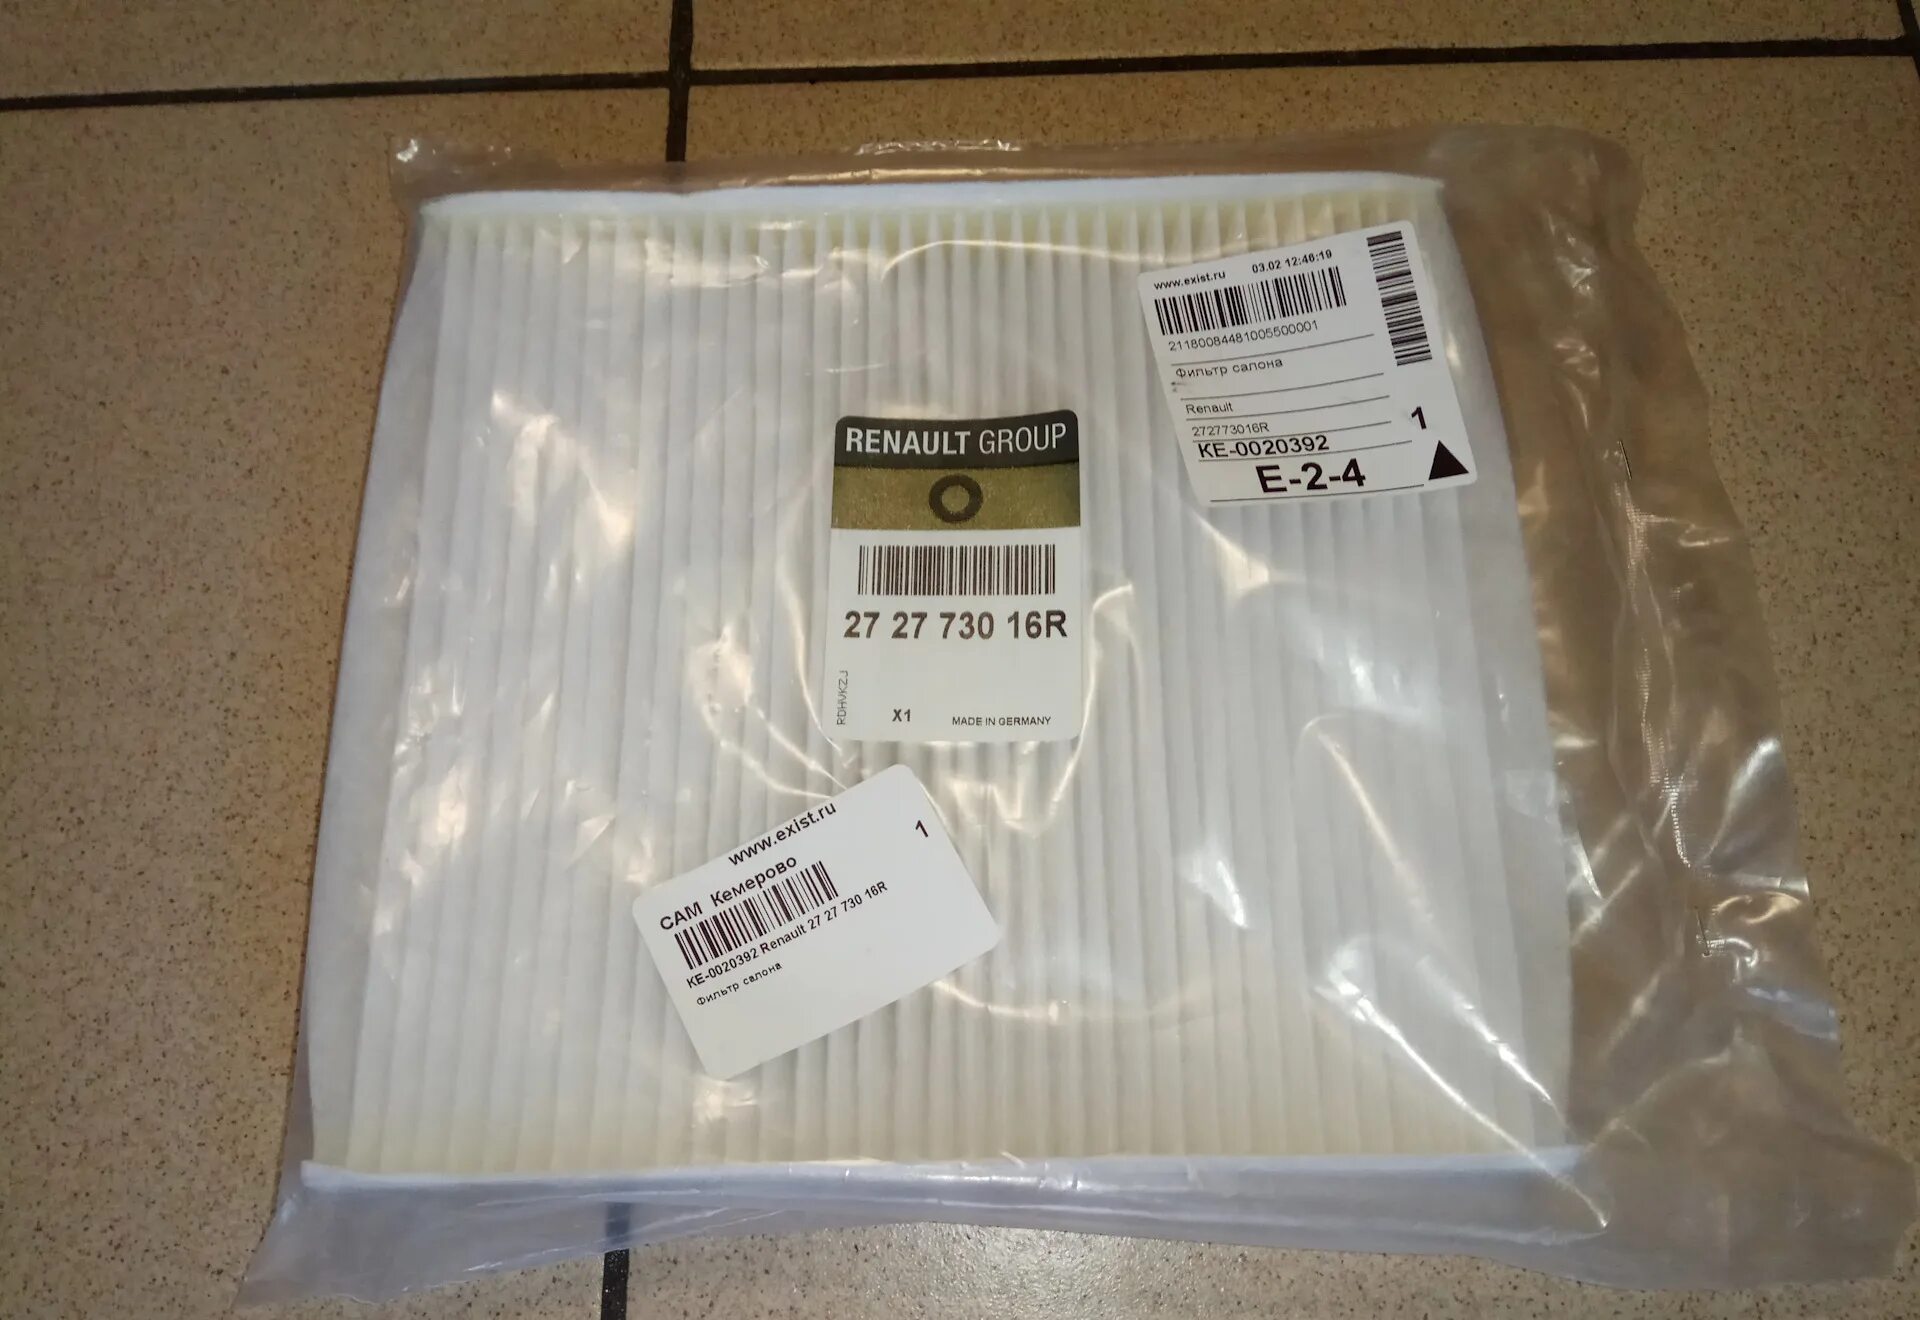 www.exist.ru 03.02 12:46:19
21180084481005500001
Фильтр салона
Renault
272773016R
1
KE-0020392
E-2-4
RENAULT GROUP
27 27 730 16R
RDHVKZJ
X1
MADE IN GERMANY
www.exist.ru
1
САМ Кемерово
KE-0020392 Renault 27 27 730 16R
Фильтр салона